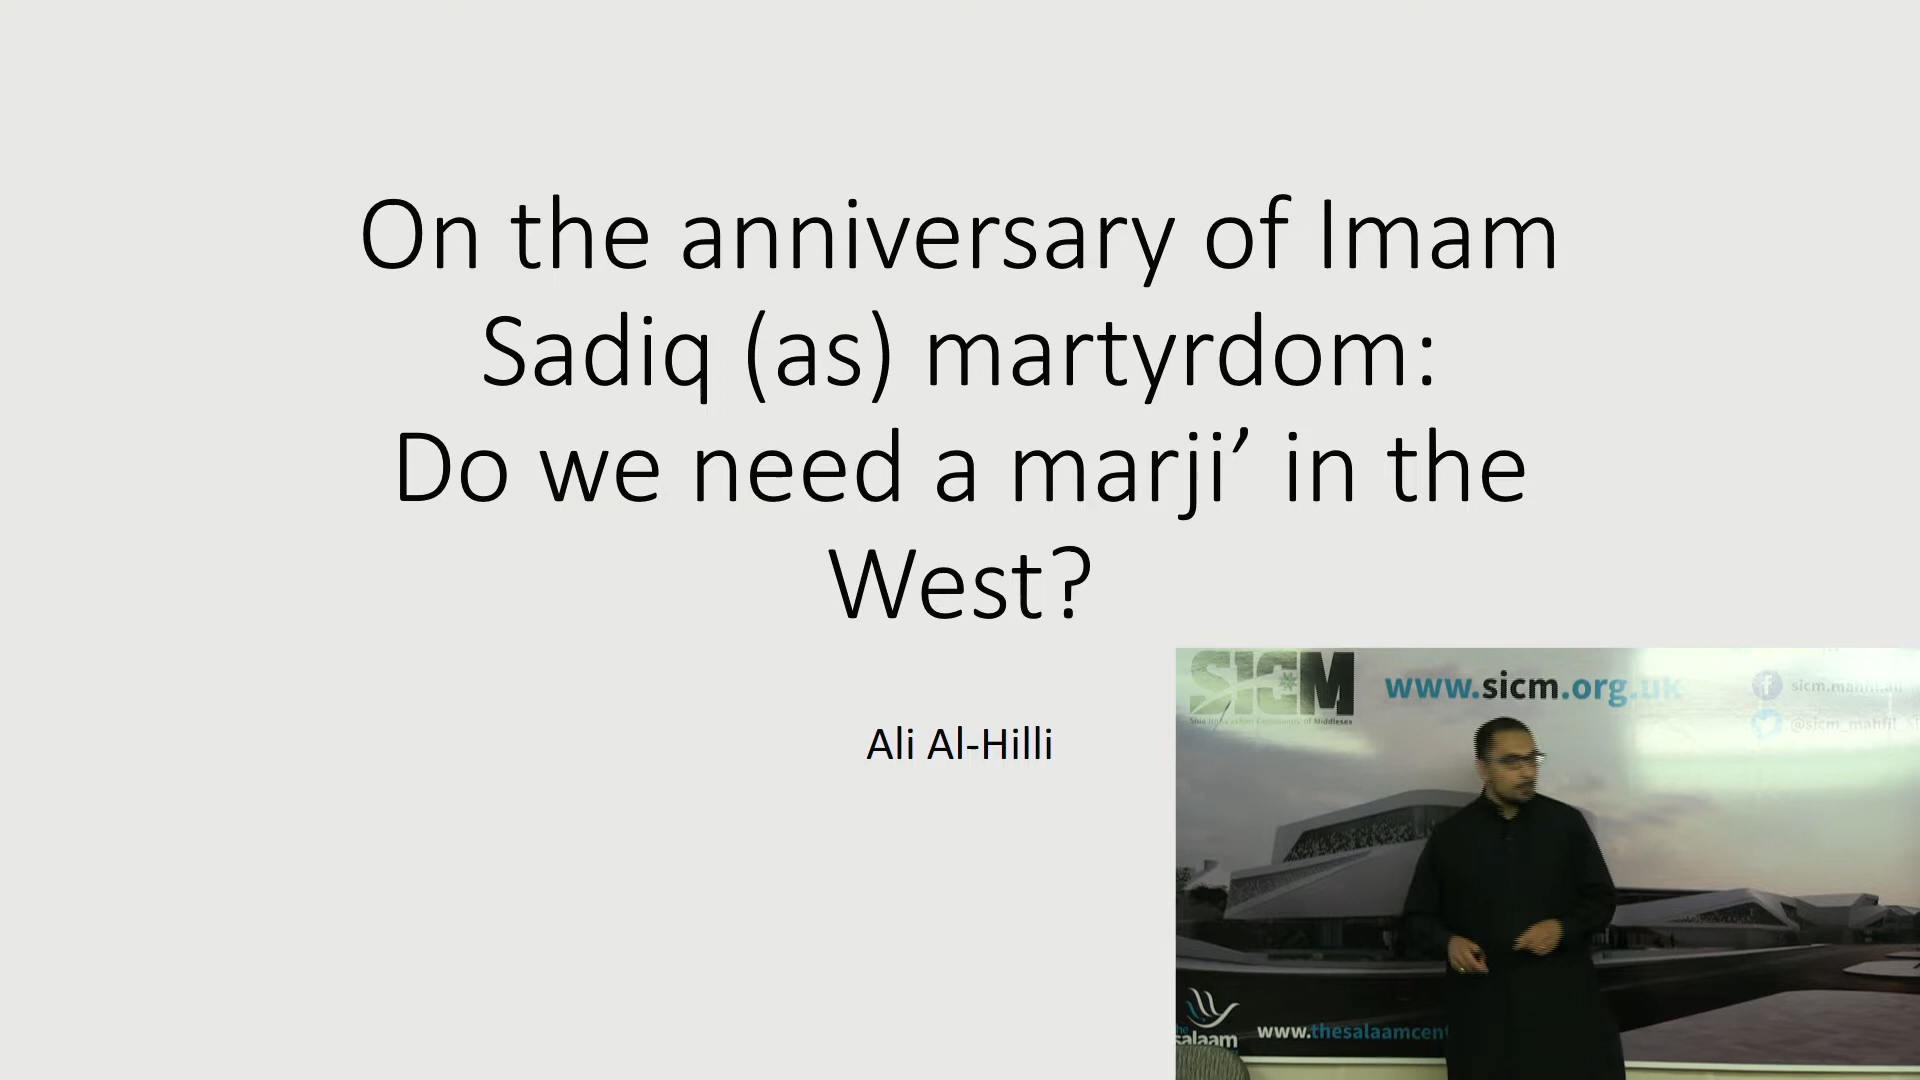 On the anniversary of Imam
Sadiq (as) martyrdom:
Do we need a marji’ in the
West?
Ali Al-Hilli
SICM
www.sicm.org.uk
www.thesalaamcent
salaam